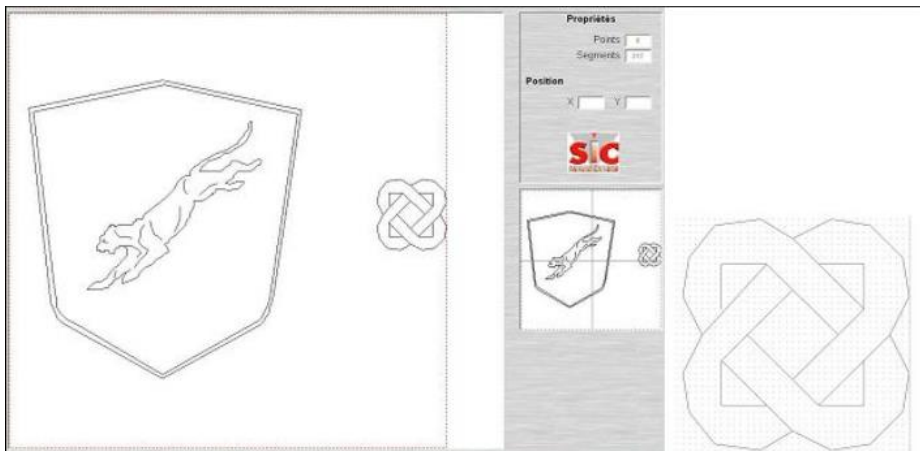 Propriétés
Points
Segments
Position
X Y
SIC